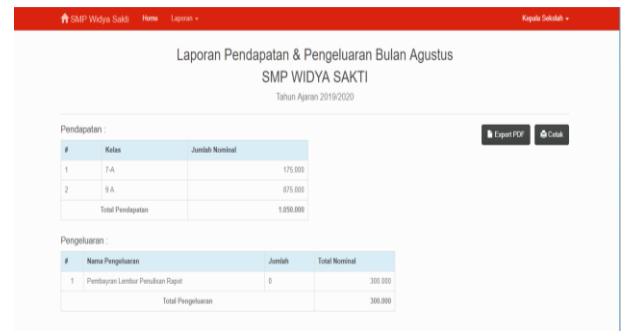 SMP Widya Sakti Home Laporan Kepala Sekolah
Laporan Pendapatan & Pengeluaran Bulan Agustus
SMP WIDYA SAKTI
Tahun Ajaran 2019/2020
Pendapatan :
Export PDF Cetak
# Kelas Jumlah Nominal
1 7-A 175.000
2 9 A 875.000
Total Pendapatan 1.050.000
Pengeluaran :
# Nama Pengeluaran Jumlah Total Nominal
1 Pembayran Lembur Penulisan Rapot 0 300.000
Total Pengeluaran 300.000